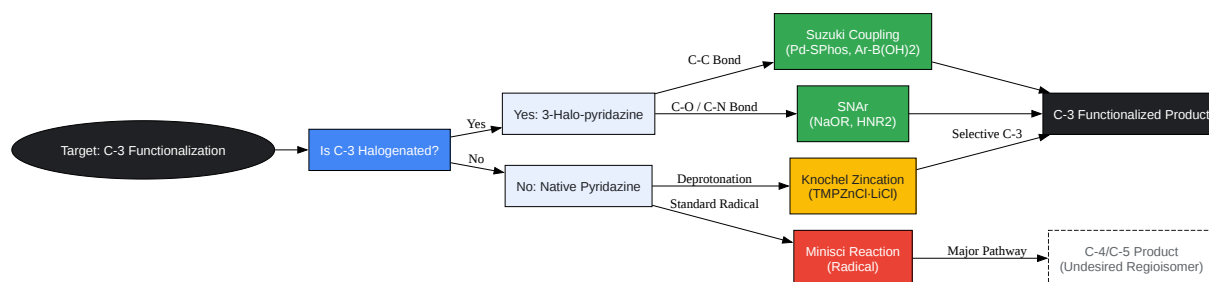 Target: C-3 Functionalization
Is C-3 Halogenated?
Yes
No
Yes: 3-Halo-pyridazine
No: Native Pyridazine
C-C Bond
C-O / C-N Bond
Deprotonation
Standard Radical
Suzuki Coupling
(Pd-SPhos, Ar-B(OH)2)
SNAr
(NaOR, HNR2)
Knochel Zincation
(TMPZnCl·LiCl)
Minisci Reaction
(Radical)
Selective C-3
Major Pathway
C-3 Functionalized Product
C-4/C-5 Product
(Undesired Regioisomer)